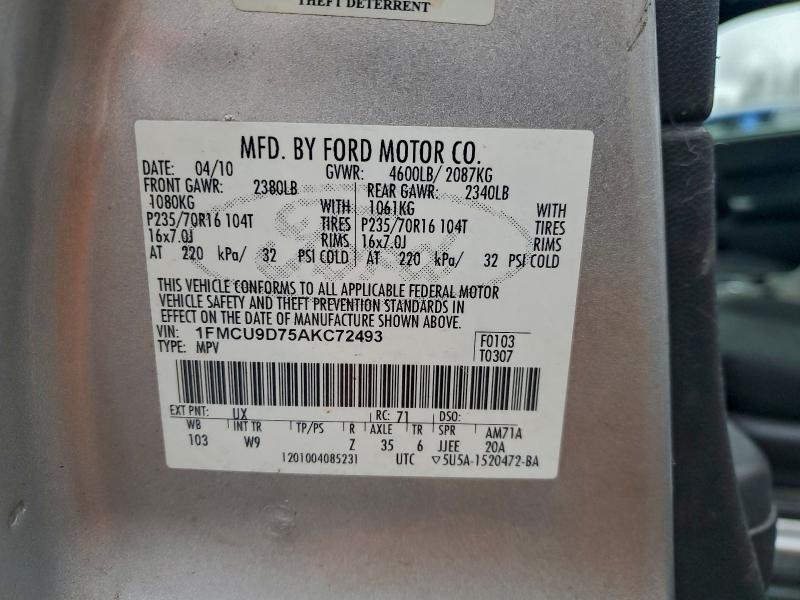 THEFT DETERRENT
MFD. BY FORD MOTOR CO.
DATE: 04/10 GVWR: 4600LB/ 2087KG
FRONT GAWR: 2380LB REAR GAWR: 2340LB
1080KG WITH 1061KG WITH
P235/70R16 104T TIRES P235/70R16 104T TIRES
16x7.0J RIMS 16x7.0J RIMS
AT 220 kPa/ 32 PSI COLD AT 220 kPa/ 32 PSI COLD
THIS VEHICLE CONFORMS TO ALL APPLICABLE FEDERAL MOTOR
VEHICLE SAFETY AND THEFT PREVENTION STANDARDS IN
EFFECT ON THE DATE OF MANUFACTURE SHOWN ABOVE.
VIN: 1FMCU9D75AKC72493 F0103
TYPE: MPV T0307
EXT PNT: UX RC: 71 DSO:
WB INT TR TP/PS R AXLE TR SPR AM71A
103 W9 Z 35 6 JJEE 20A
1201004085231 UTC ▽5U5A-1520472-BA